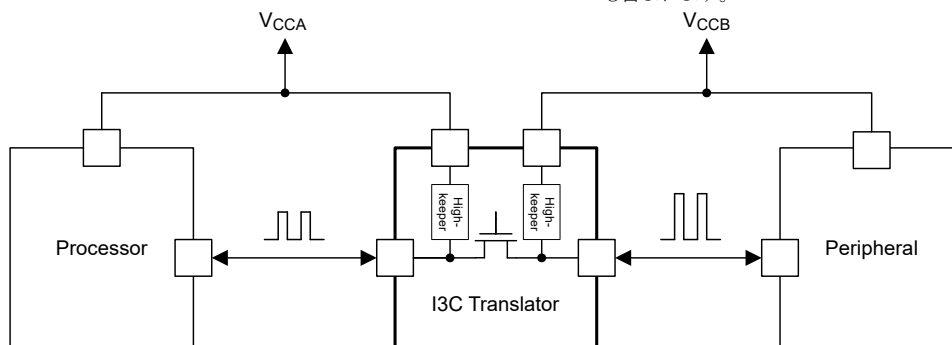 VCCA
VCCB
High-
keeper
High-
keeper
Processor
Peripheral
I3C Translator